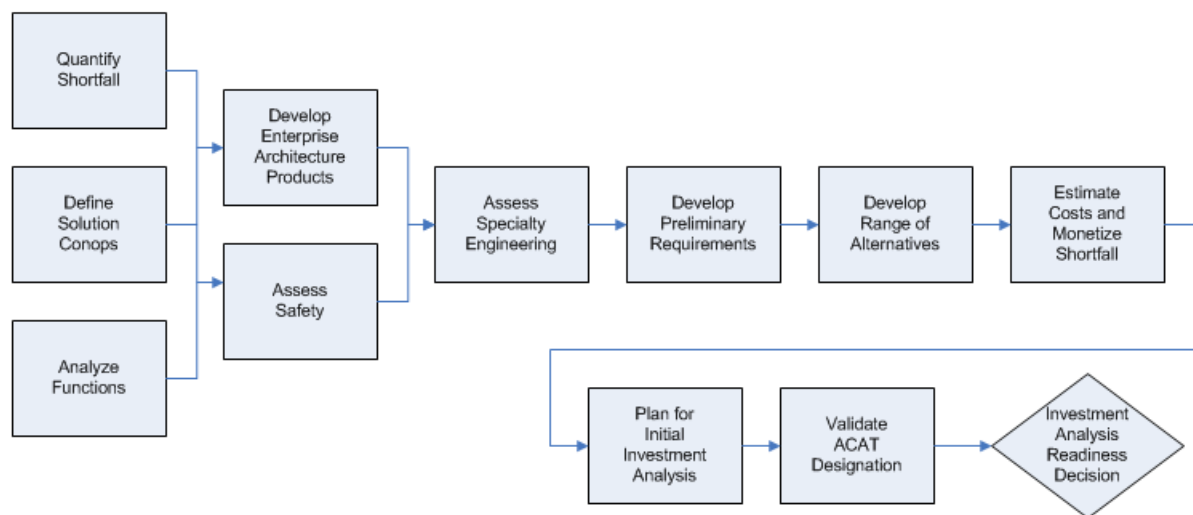 Quantify
Shortfall
Define
Solution
Conops
Analyze
Functions
Develop
Enterprise
Architecture
Products
Assess
Safety
Assess
Specialty
Engineering
Develop
Preliminary
Requirements
Develop
Range of
Alternatives
Estimate
Costs and
Monetize
Shortfall
Plan for
Initial
Investment
Analysis
Validate
ACAT
Designation
Investment
Analysis
Readiness
Decision